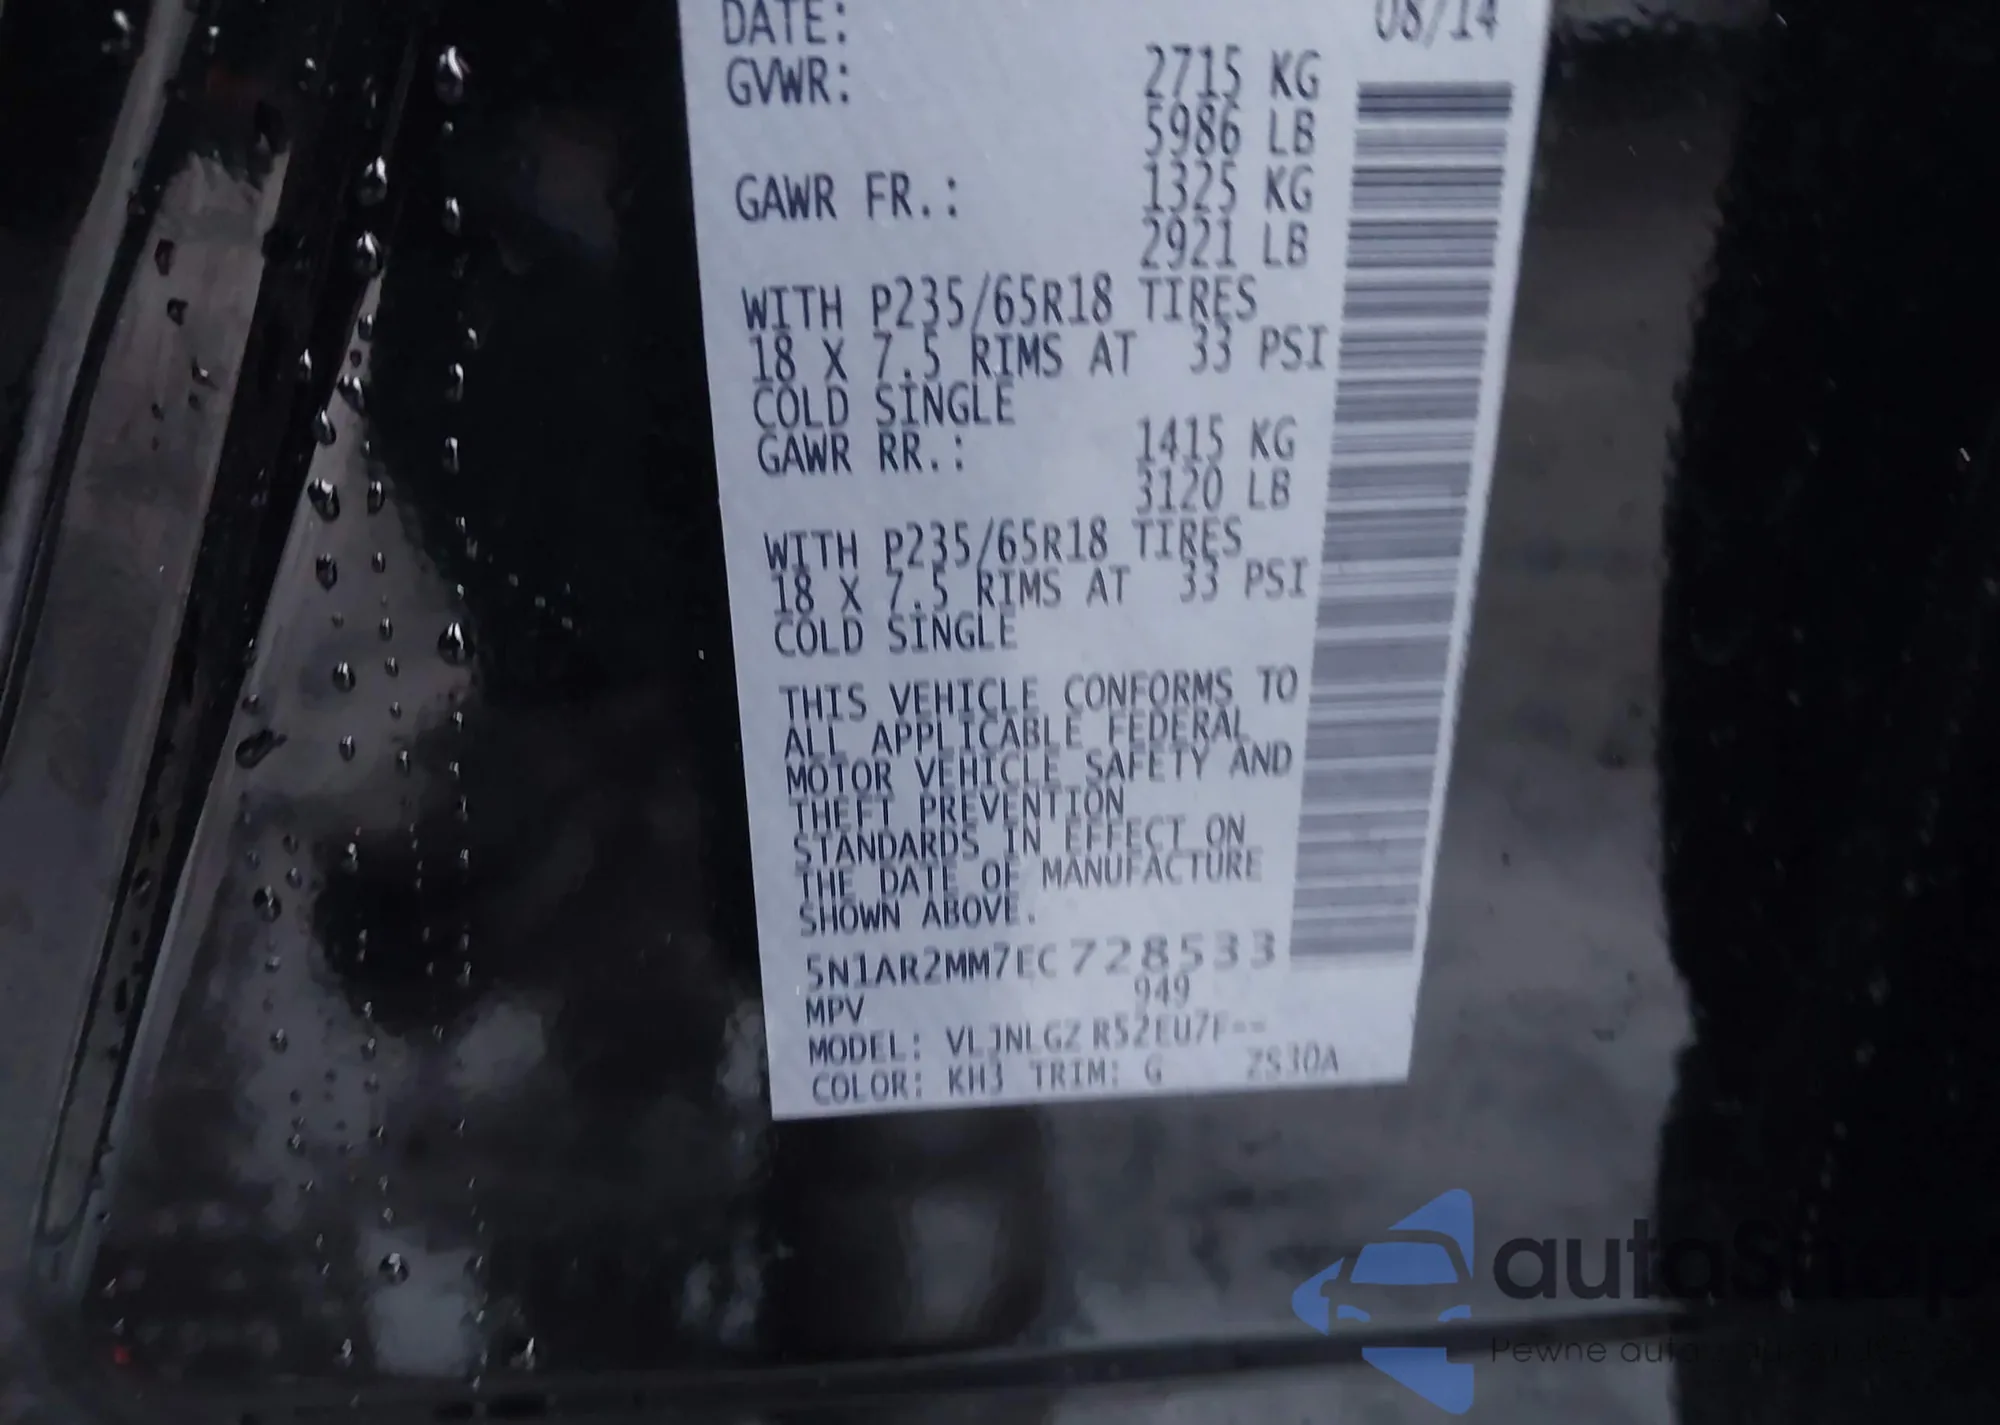 DATE: 08/14
GVWR: 2715 KG
5986 LB
GAWR FR.: 1325 KG
2921 LB
WITH P235/65R18 TIRES
18 X 7.5 RIMS AT 33 PSI
COLD SINGLE
GAWR RR.: 1415 KG
3120 LB
WITH P235/65R18 TIRES
18 X 7.5 RIMS AT 33 PSI
COLD SINGLE
THIS VEHICLE CONFORMS TO
ALL APPLICABLE FEDERAL
MOTOR VEHICLE SAFETY AND
THEFT PREVENTION
STANDARDS IN EFFECT ON
THE DATE OF MANUFACTURE
SHOWN ABOVE.
5N1AR2MM7EC728533
MPV 949
MODEL: VLJNLGZ R52EU7F--
COLOR: KH3 TRIM: G ZS30A
autashop
Pewne auta